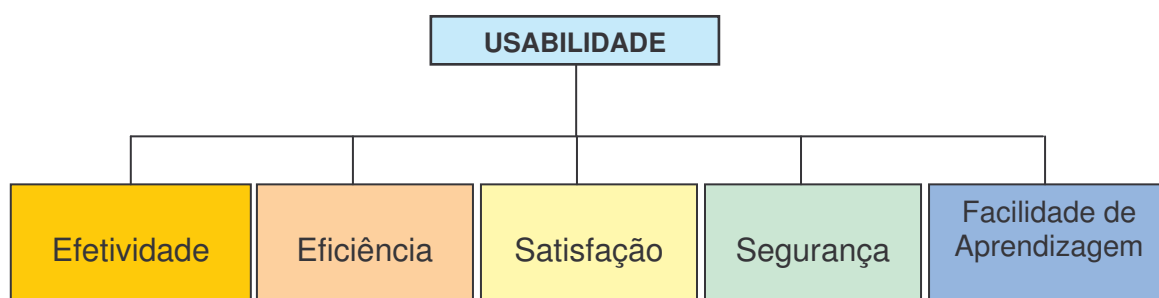 USABILIDADE
Efetividade
Eficiência
Satisfação
Segurança
Facilidade de
Aprendizagem